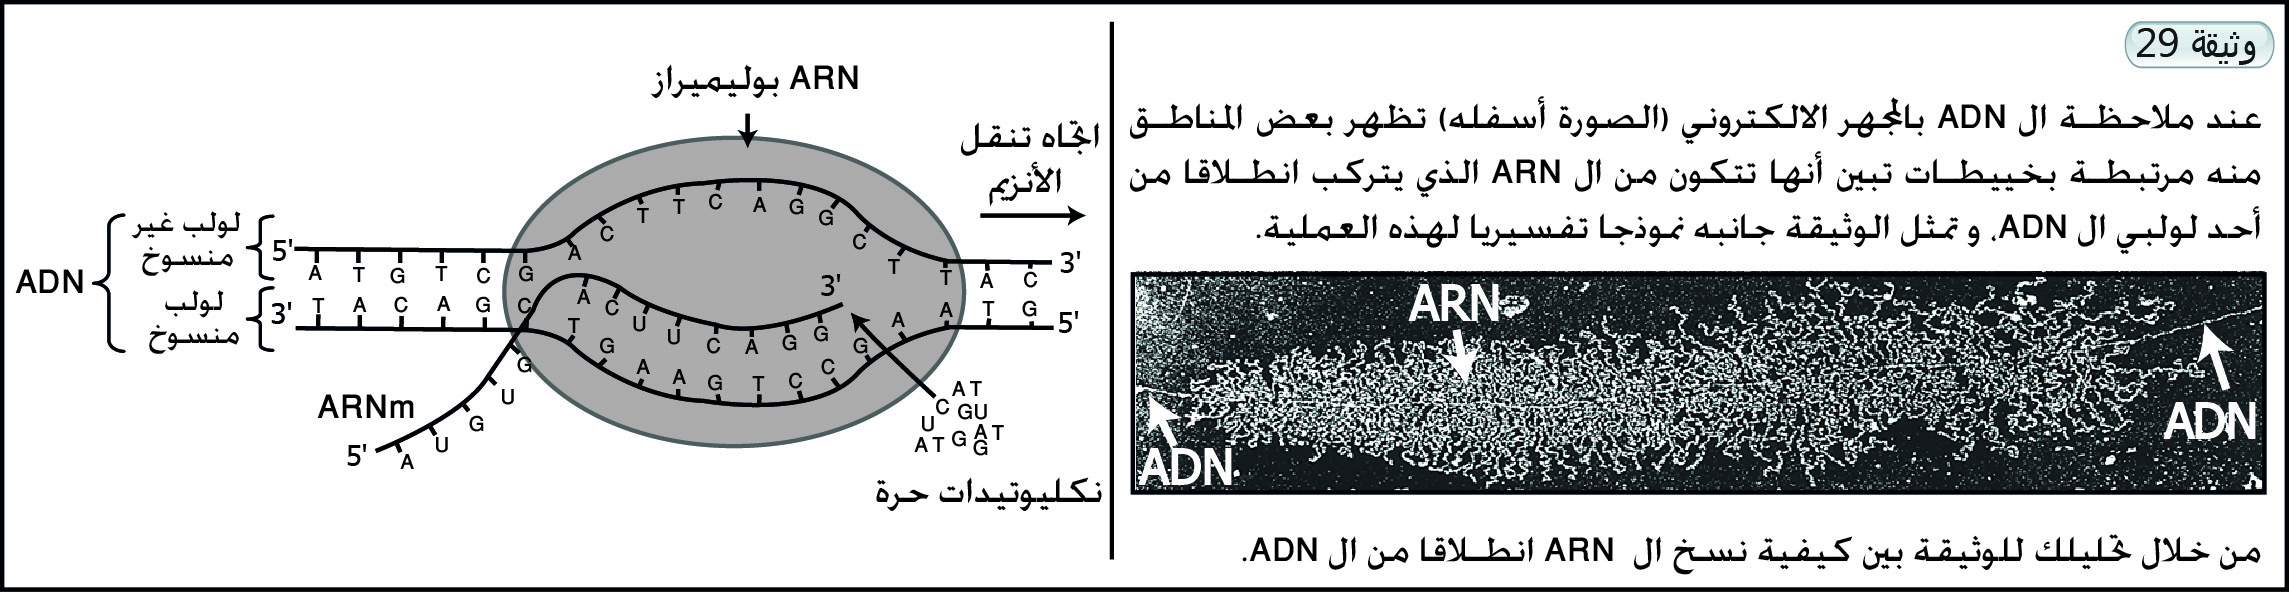 وثيقة 29
عند ملاحظة ال ADN بالمجهر الالكتروني (الصورة أسفله) تظهر بعض المناطق
منه مرتبطة بخييطات تبين أنها تتكون من ال ARN الذي يتركب انطلاقا من
أحد لولبي ال ADN، و تمثل الوثيقة جانبه نموذجا تفسيريا لهذه العملية.
ARN
ADN
ADN
من خلال تحليلك للوثيقة بين كيفية نسخ ال ARN انطلاقا من ال ADN.
ARN بوليميراز
اتجاه تنقل
الأنزيم
ADN
لولب غير
منسوخ
لولب
منسوخ
5' A T G T C G A C T T C A G G C T T A C 3'
3' T A C A G C T G A A G T C C G A A T G 5'
A C U U C A G G 3'
ARNm
5' A U G U G
A T
C G U
U A T
A T G G
نكليوتيدات حرة